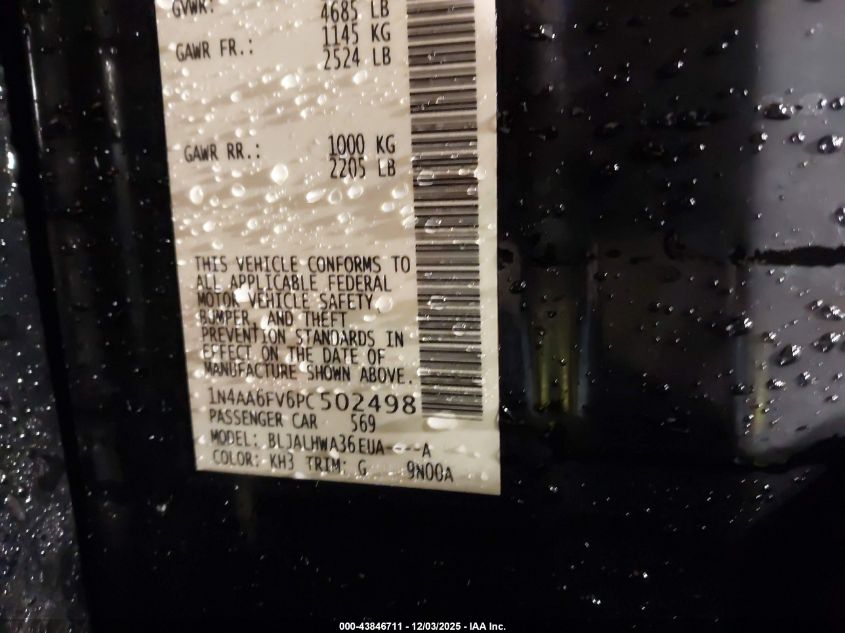 GVWR: 4685 LB
GAWR FR.: 1145 KG
2524 LB
GAWR RR.: 1000 KG
2205 LB
THIS VEHICLE CONFORMS TO
ALL APPLICABLE FEDERAL
MOTOR VEHICLE SAFETY,
BUMPER, AND THEFT
PREVENTION STANDARDS IN
EFFECT ON THE DATE OF
MANUFACTURE SHOWN ABOVE.
1N4AA6FV6PC502498
PASSENGER CAR 569
MODEL: BLJALHWA36EUA----A
COLOR: KH3 TRIM: G 9N00A
000-43846711 - 12/03/2025 - IAA Inc.